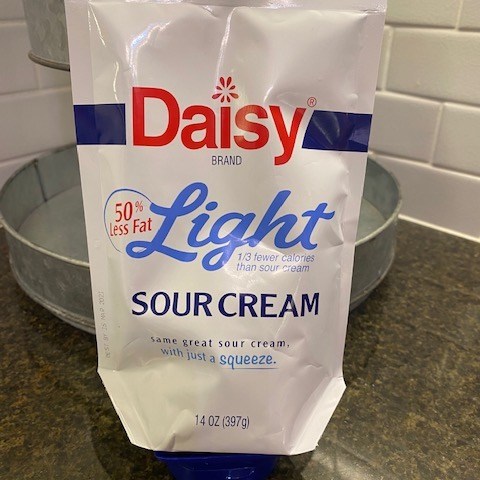 Daisy®
BRAND
50%
Less Fat
Light
1/3 fewer calories
than sour cream
SOUR CREAM
same great sour cream,
with just a squeeze.
14 OZ (397g)